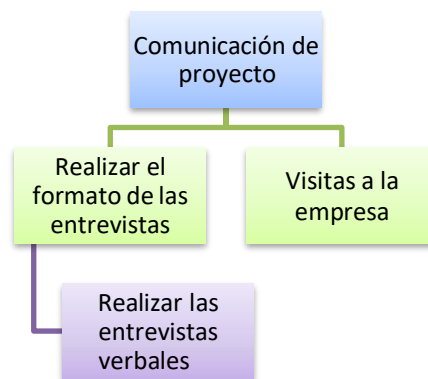 Comunicación de
proyecto
Realizar el
formato de las
entrevistas
Visitas a la
empresa
Realizar las
entrevistas
verbales